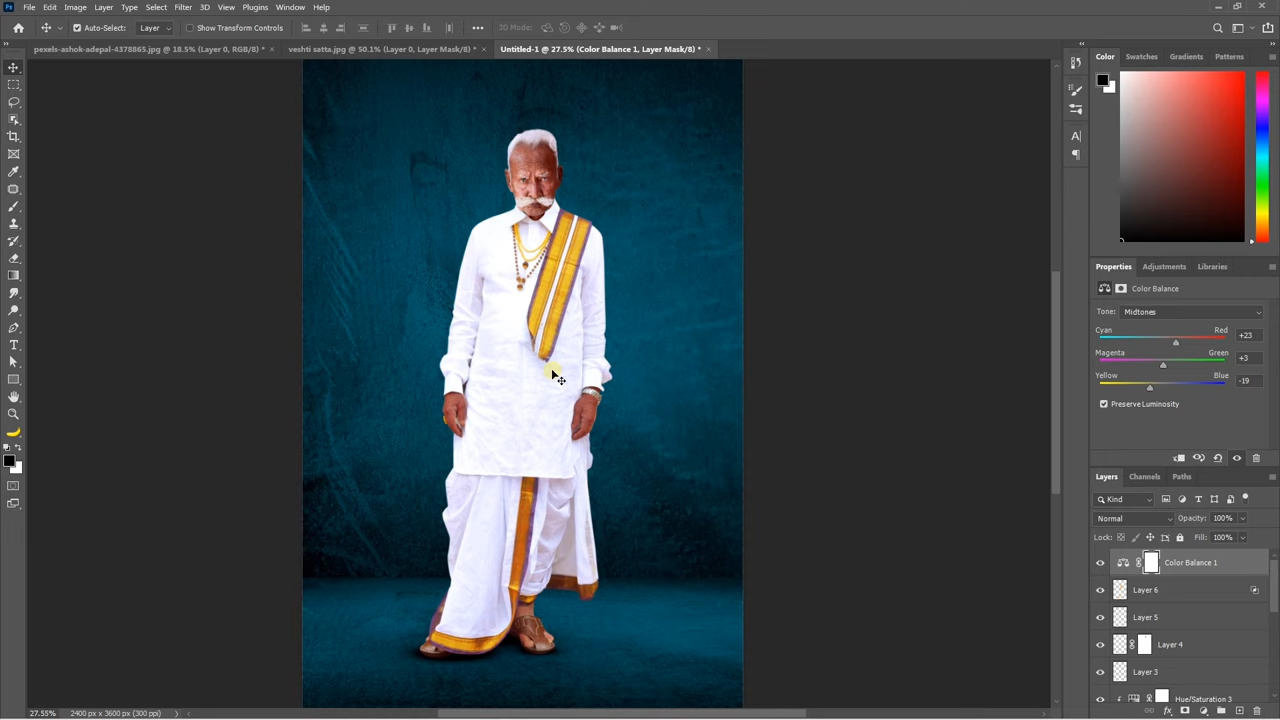 Ps File Edit Image Layer Type Select Filter 3D View Plugins Window Help
Auto-Select: Layer Show Transform Controls 3D Mode:
pexels-ashok-adepal-4378865.jpg @ 18.5% (Layer 0, RGB/8) * × veshti satta.jpg @ 50.1% (Layer 0, Layer Mask/8) * × Untitled-1 @ 27.5% (Color Balance 1, Layer Mask/8) * ×
Color Swatches Gradients Patterns
Properties Adjustments Libraries
Color Balance
Tone: Midtones
Cyan Red +23
Magenta Green +3
Yellow Blue -19
Preserve Luminosity
Layers Channels Paths
Kind
Normal Opacity: 100%
Lock: Fill: 100%
Color Balance 1
Layer 6
Layer 5
Layer 4
Layer 3
Hue/Saturation 3
27.55% 2400 px x 3600 px (300 ppi)